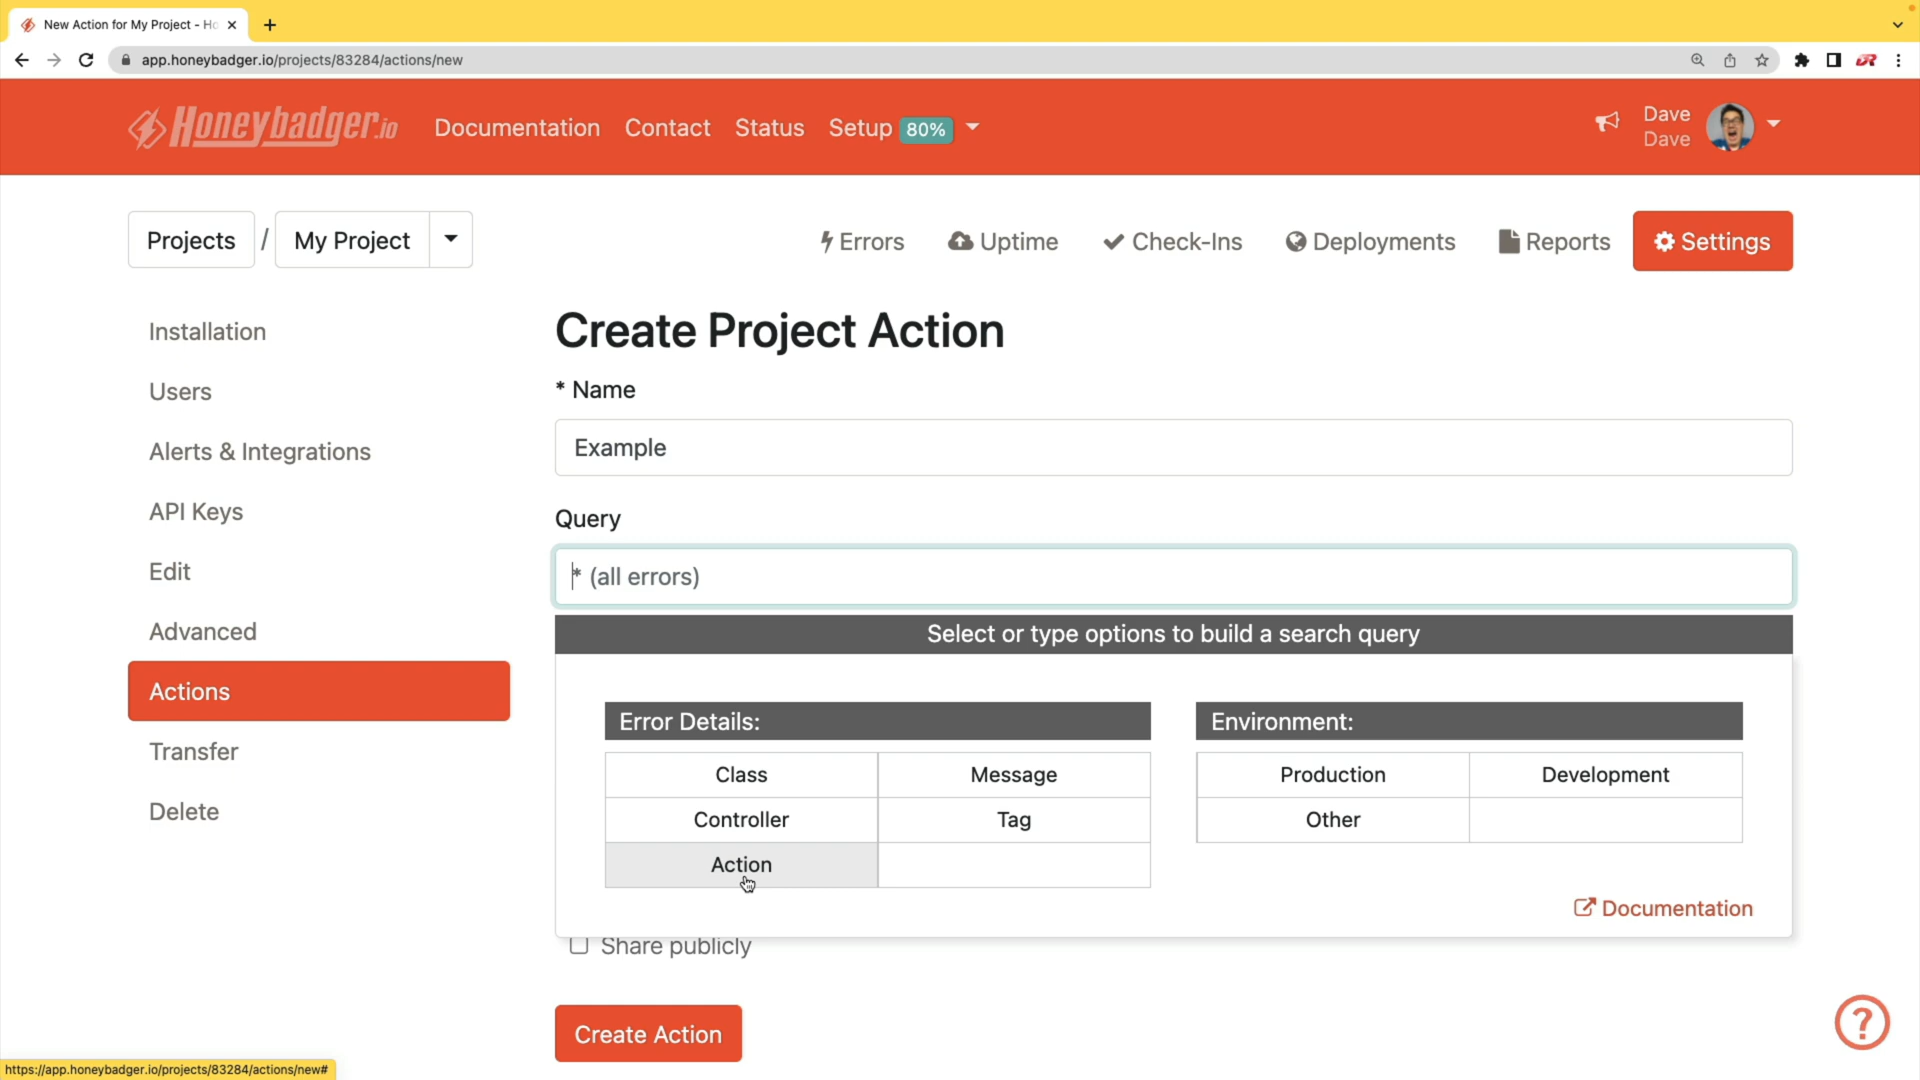 New Action for My Project - Ho
app.honeybadger.io/projects/83284/actions/new
Honeybadger.io
Documentation
Contact
Status
Setup 80%
Dave
Dave
Projects / My Project
Errors
Uptime
Check-Ins
Deployments
Reports
Settings
Installation
Users
Alerts & Integrations
API Keys
Edit
Advanced
Actions
Transfer
Delete
Create Project Action
* Name
Example
Query
* (all errors)
Select or type options to build a search query
Error Details:
Class
Message
Controller
Tag
Action
Environment:
Production
Development
Other
Documentation
Share publicly
Create Action
?
https://app.honeybadger.io/projects/83284/actions/new#